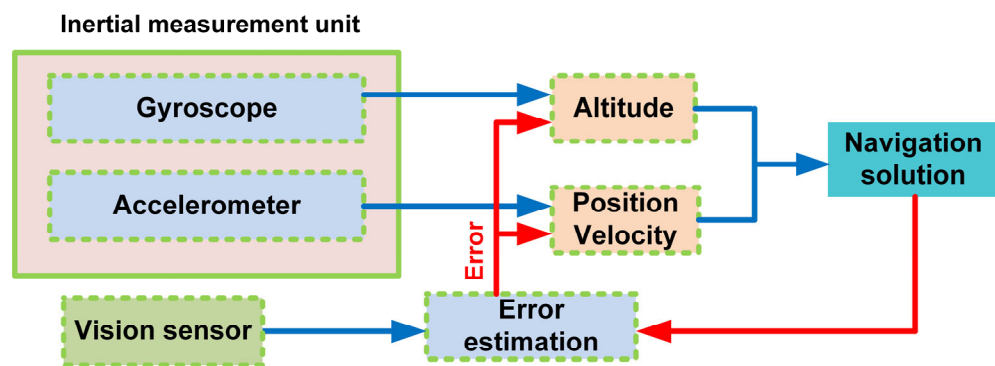 Inertial measurement unit
Gyroscope
Altitude
Navigation
solution
Accelerometer
Position
Velocity
Error
Vision sensor
Error
estimation